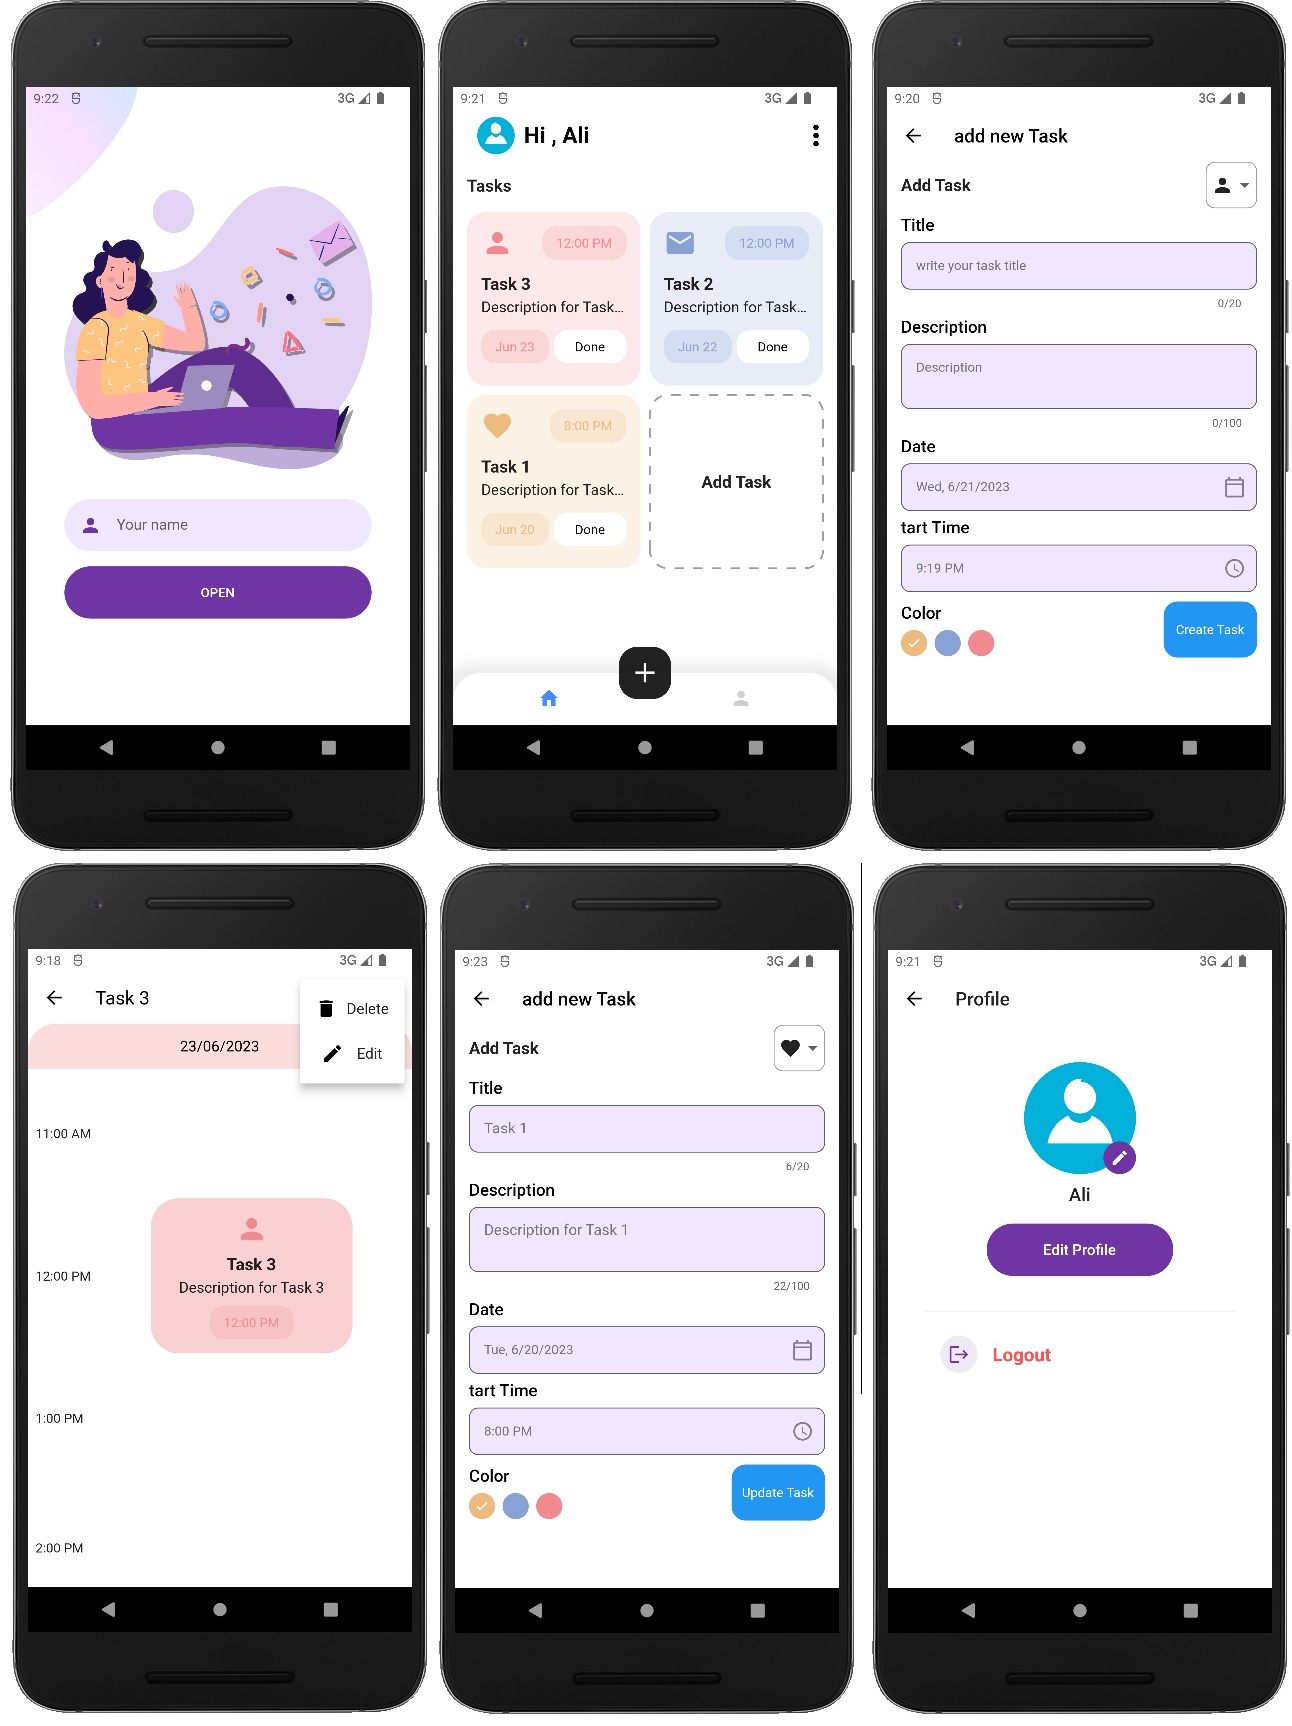 9:22
3G
Your name
OPEN
9:21
3G
Hi , Ali
Tasks
12:00 PM
Task 3
Description for Task...
Jun 23
Done
12:00 PM
Task 2
Description for Task...
Jun 22
Done
8:00 PM
Task 1
Description for Task...
Jun 20
Done
Add Task
9:20
3G
add new Task
Add Task
Title
write your task title
0/20
Description
Description
0/100
Date
Wed, 6/21/2023
tart Time
9:19 PM
Color
Create Task
9:18
3G
Task 3
Delete
Edit
23/06/2023
11:00 AM
Task 3
Description for Task 3
12:00 PM
12:00 PM
1:00 PM
2:00 PM
9:23
3G
add new Task
Add Task
Title
Task 1
6/20
Description
Description for Task 1
22/100
Date
Tue, 6/20/2023
tart Time
8:00 PM
Color
Update Task
9:21
3G
Profile
Ali
Edit Profile
Logout